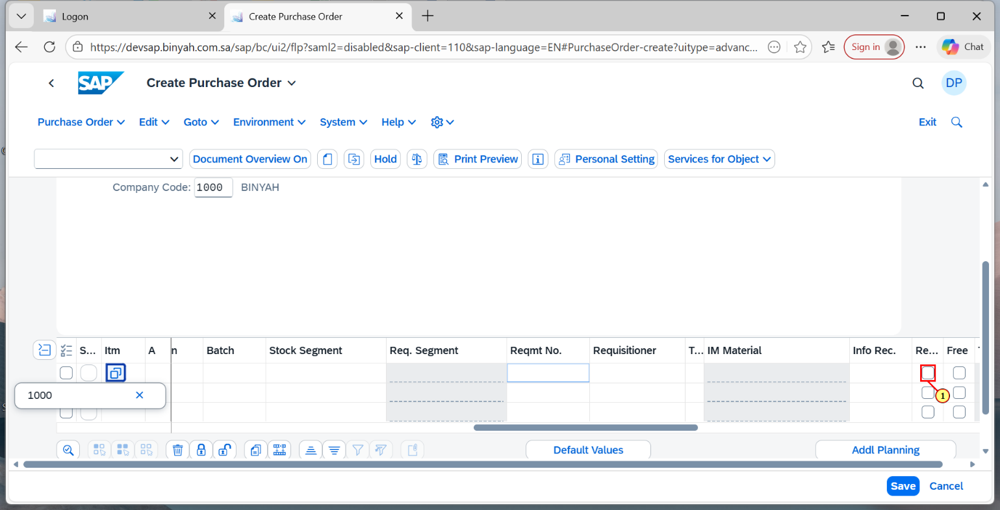 Logon
Create Purchase Order
https://devsap.binyah.com.sa/sap/bc/ui2/flp?saml2=disabled&sap-client=110&sap-language=EN#PurchaseOrder-create?uitype=advanc...
Sign in
Chat
SAP
Create Purchase Order
DP
Purchase Order
Edit
Goto
Environment
System
Help
Exit
Document Overview On
Hold
Print Preview
Personal Setting
Services for Object
Company Code: 1000 BINYAH
S... Itm A n Batch Stock Segment Req. Segment Reqmt No. Requisitioner T... IM Material Info Rec. Re... Free
1000
1
Default Values
Addl Planning
Save
Cancel